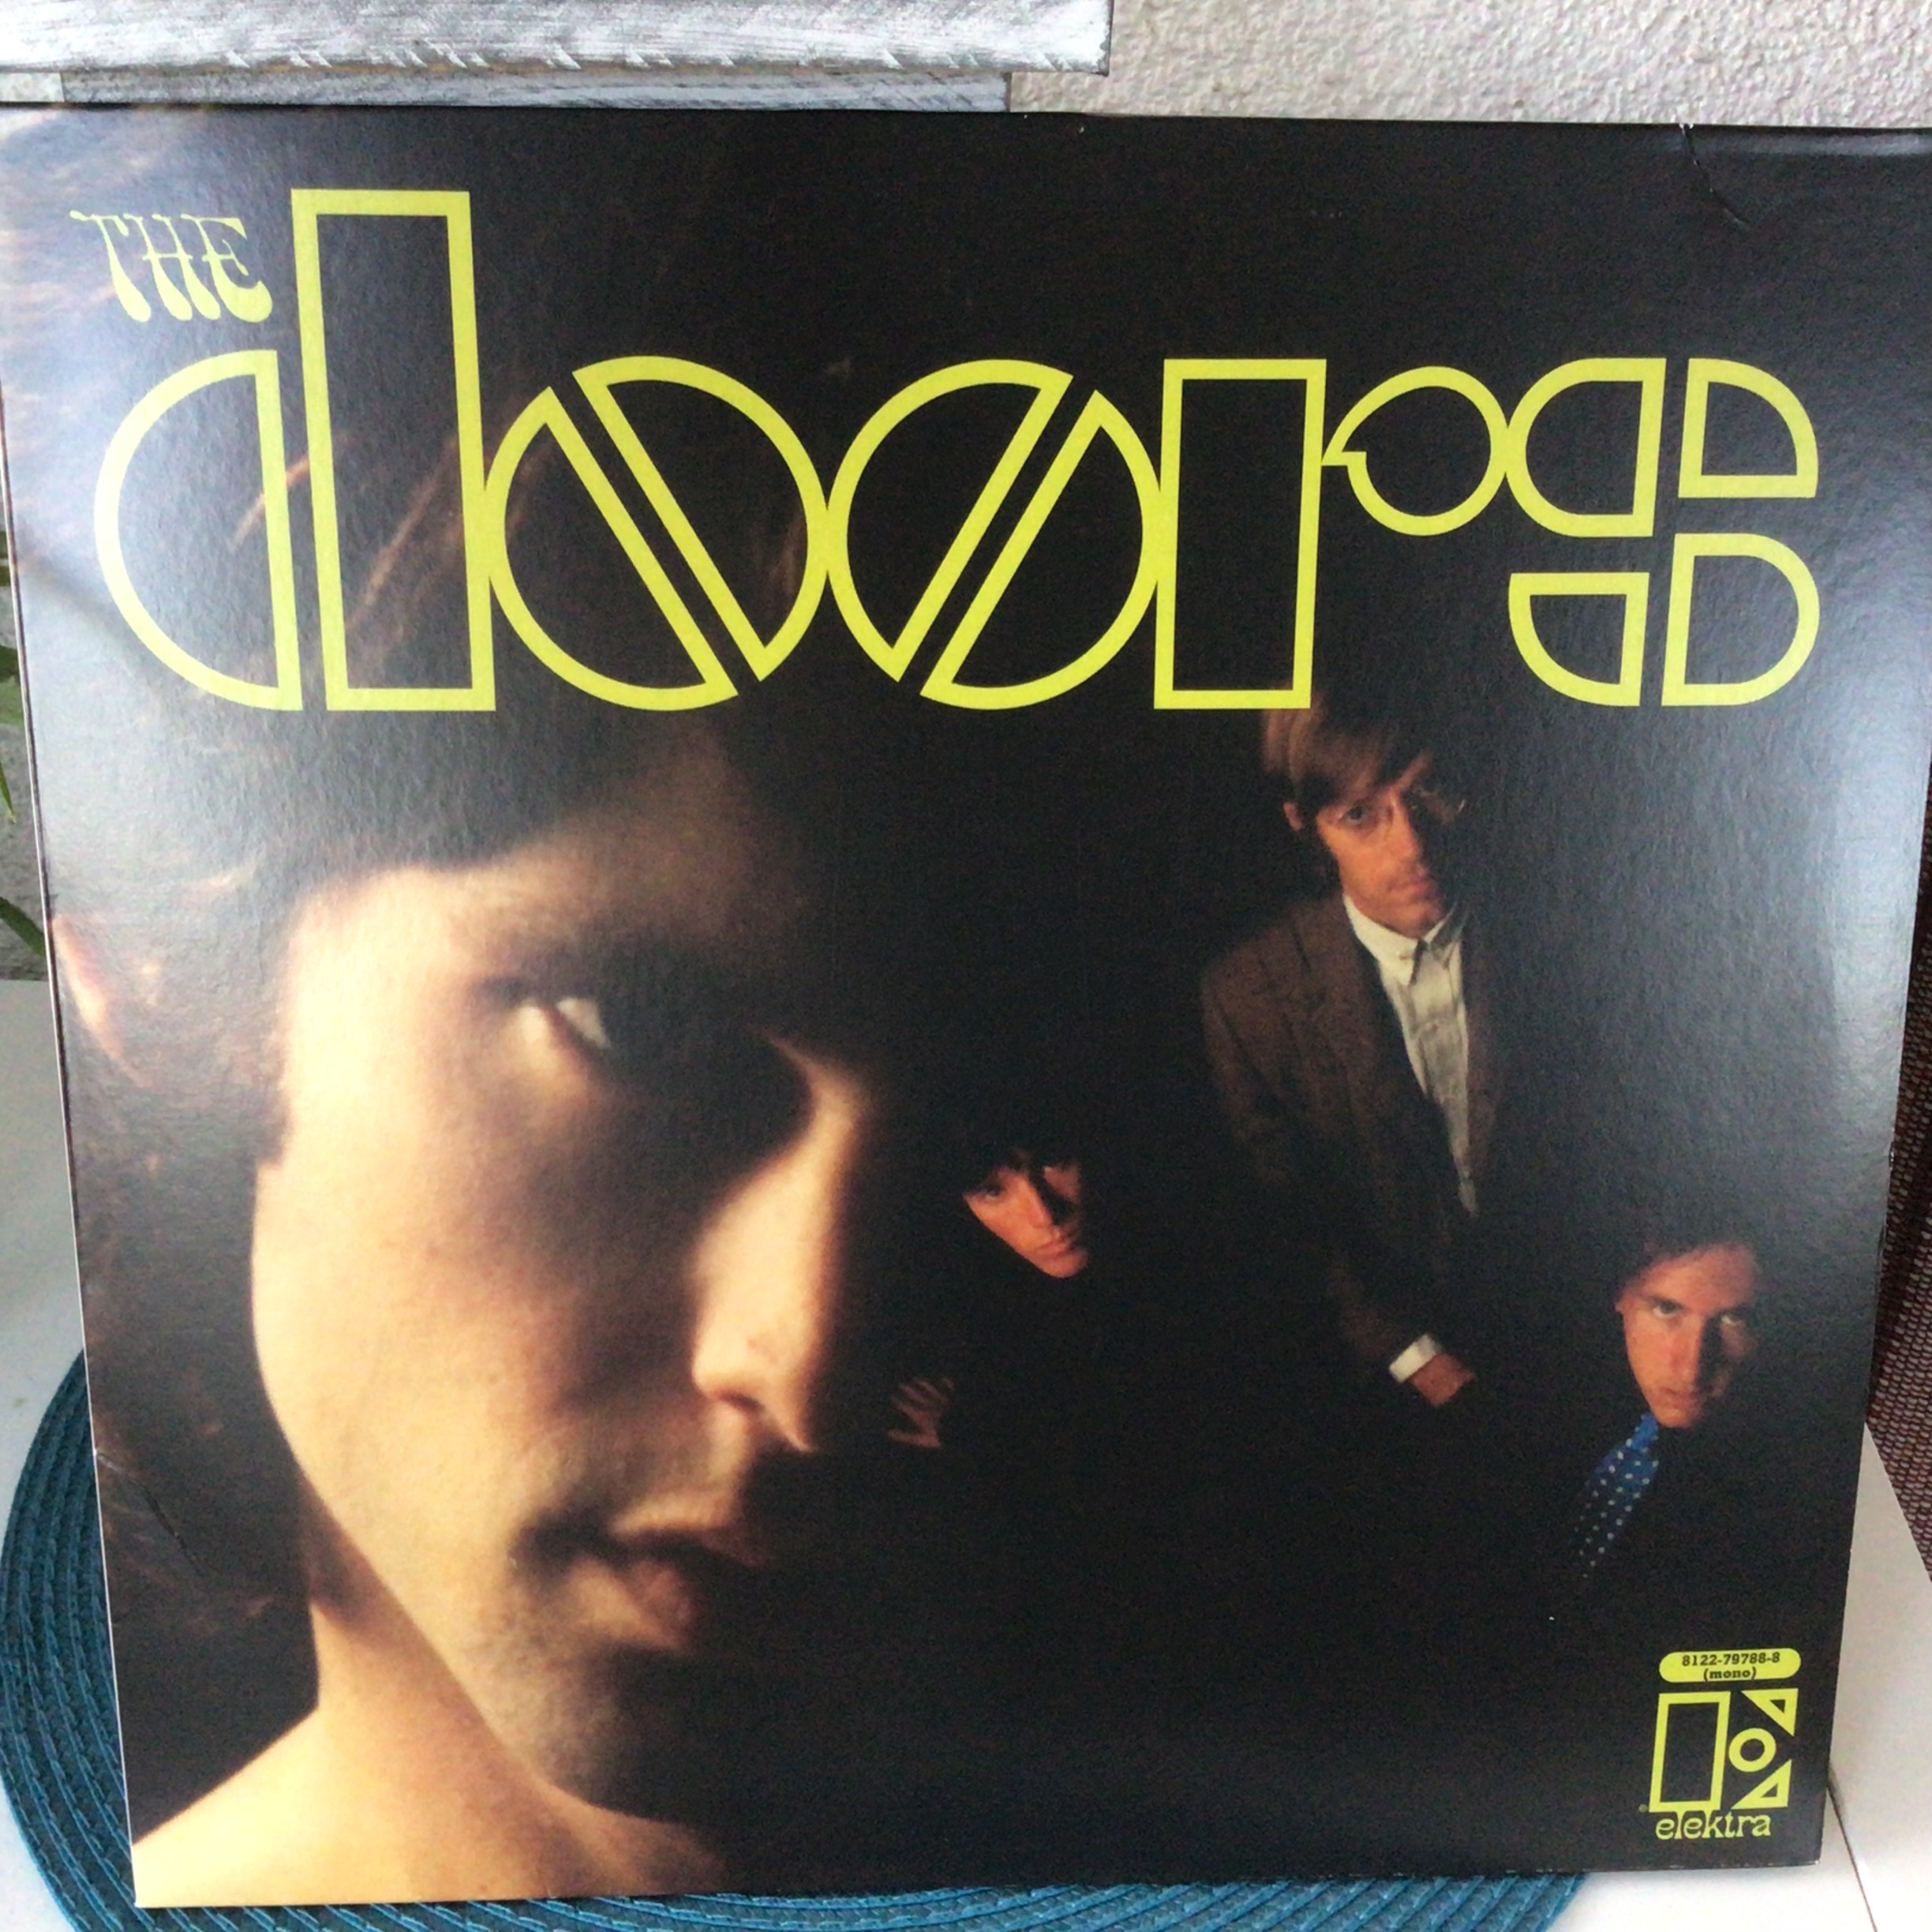 THE
doors
8122-79788-8
(mono)
elektra